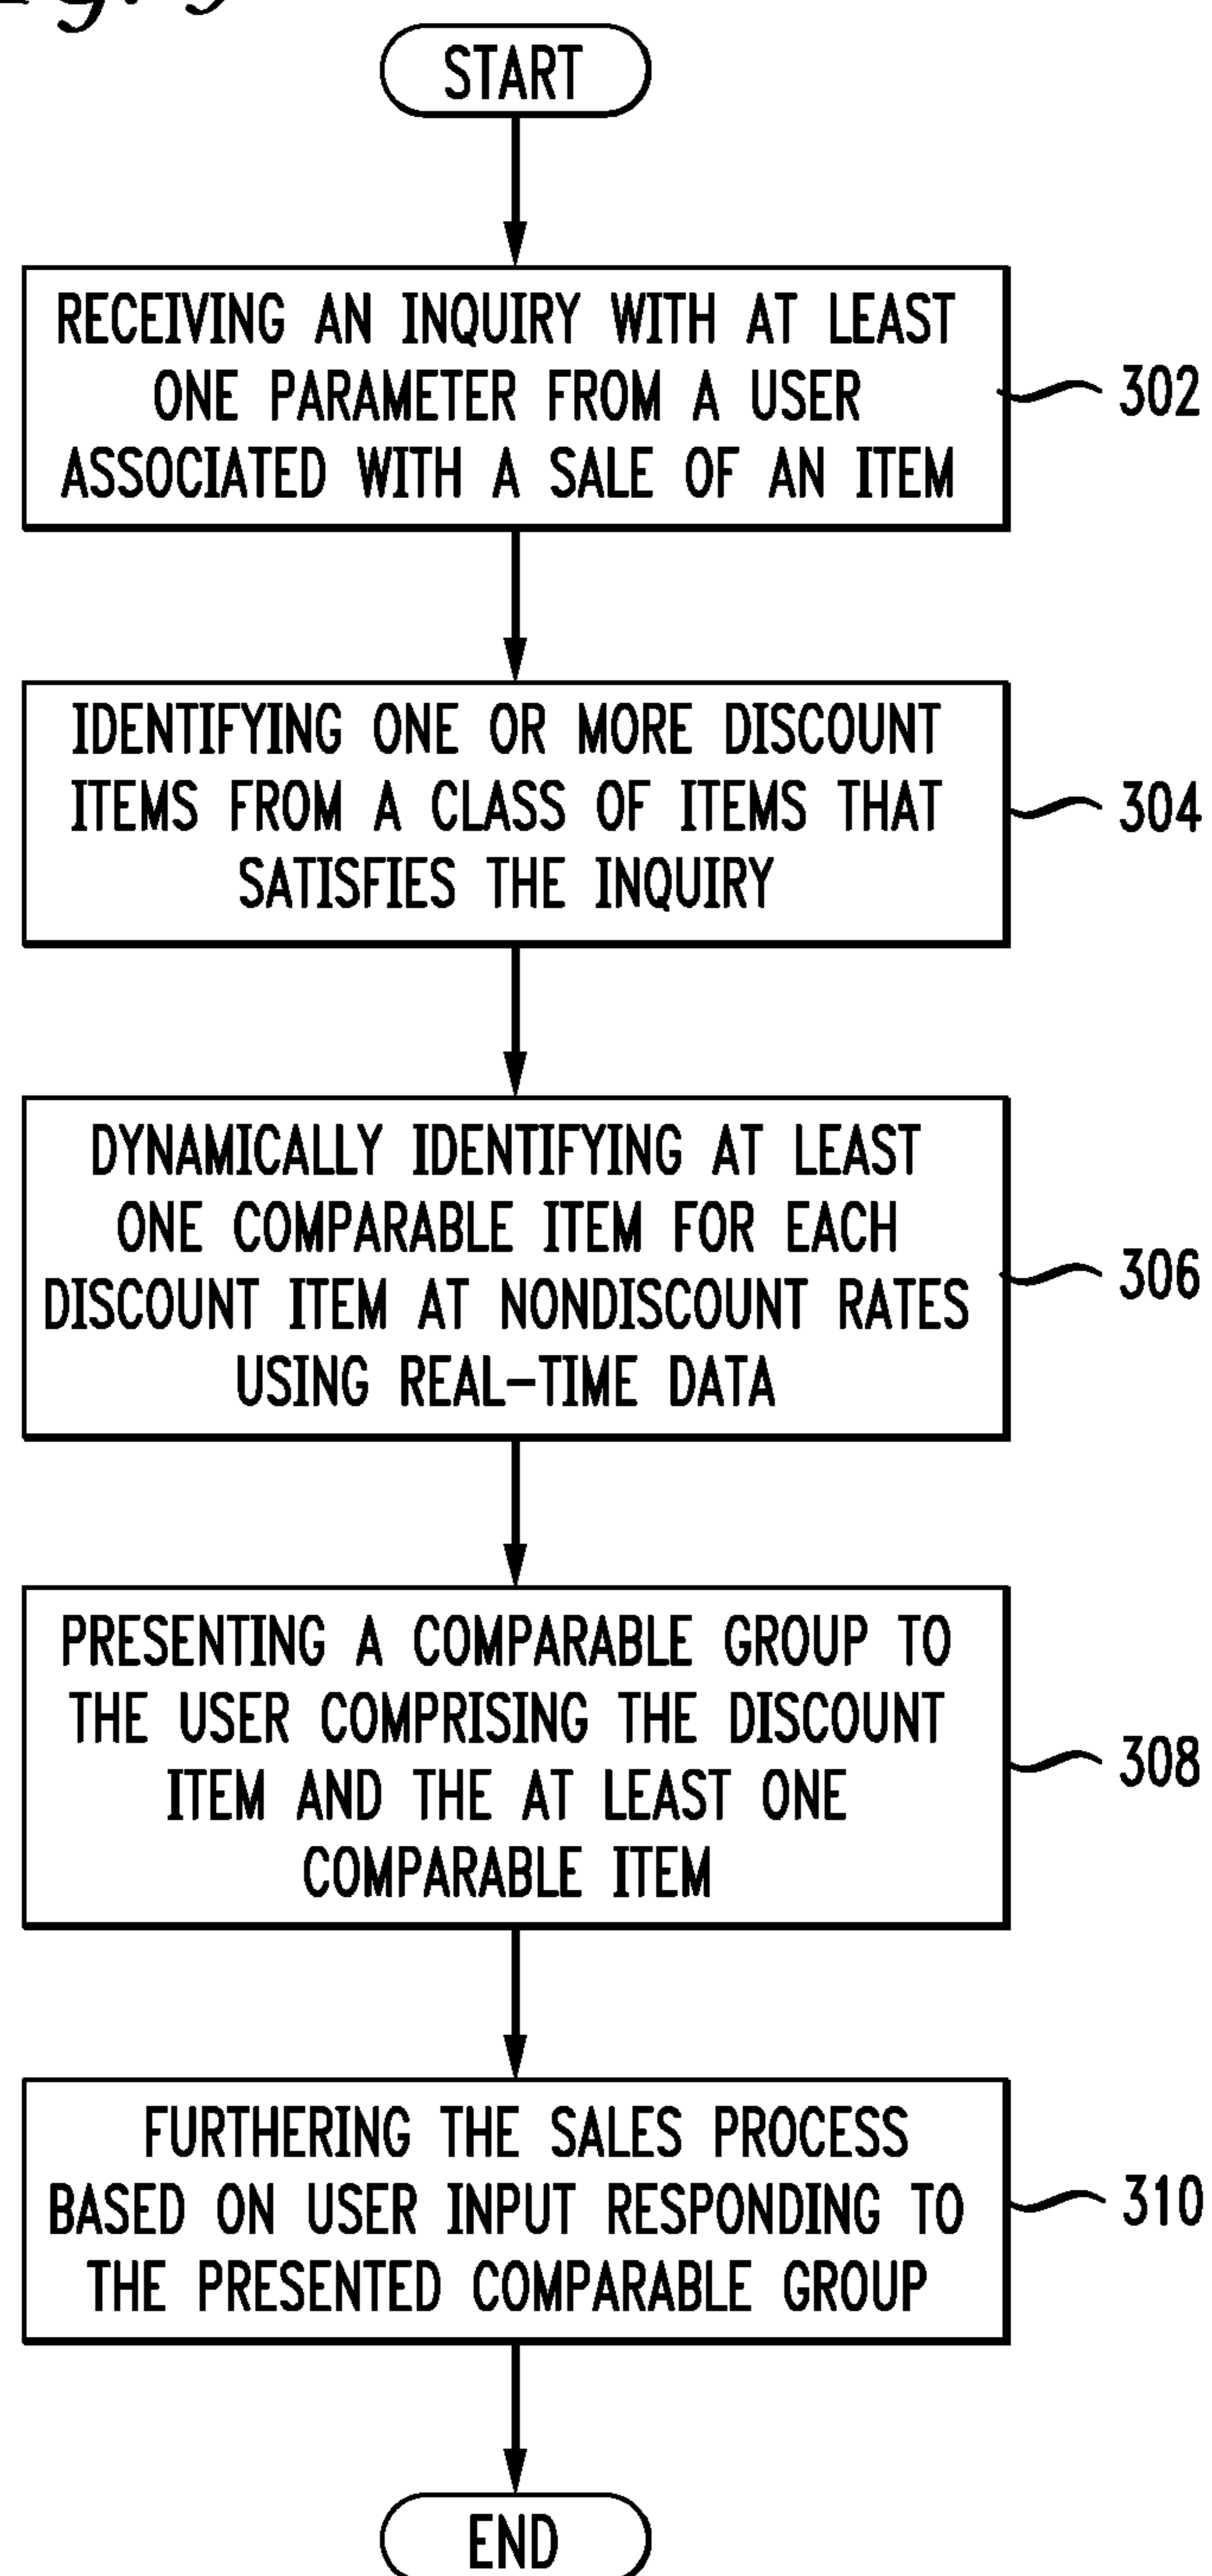 START
RECEIVING AN INQUIRY WITH AT LEAST
ONE PARAMETER FROM A USER
ASSOCIATED WITH A SALE OF AN ITEM
302
IDENTIFYING ONE OR MORE DISCOUNT
ITEMS FROM A CLASS OF ITEMS THAT
SATISFIES THE INQUIRY
304
DYNAMICALLY IDENTIFYING AT LEAST
ONE COMPARABLE ITEM FOR EACH
DISCOUNT ITEM AT NONDISCOUNT RATES
USING REAL-TIME DATA
306
PRESENTING A COMPARABLE GROUP TO
THE USER COMPRISING THE DISCOUNT
ITEM AND THE AT LEAST ONE
COMPARABLE ITEM
308
FURTHERING THE SALES PROCESS
BASED ON USER INPUT RESPONDING TO
THE PRESENTED COMPARABLE GROUP
310
END